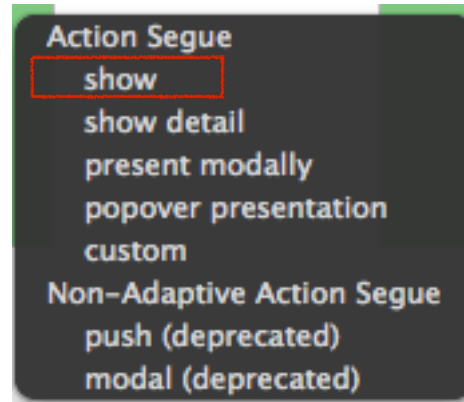 Action Segue
show
show detail
present modally
popover presentation
custom
Non-Adaptive Action Segue
push (deprecated)
modal (deprecated)